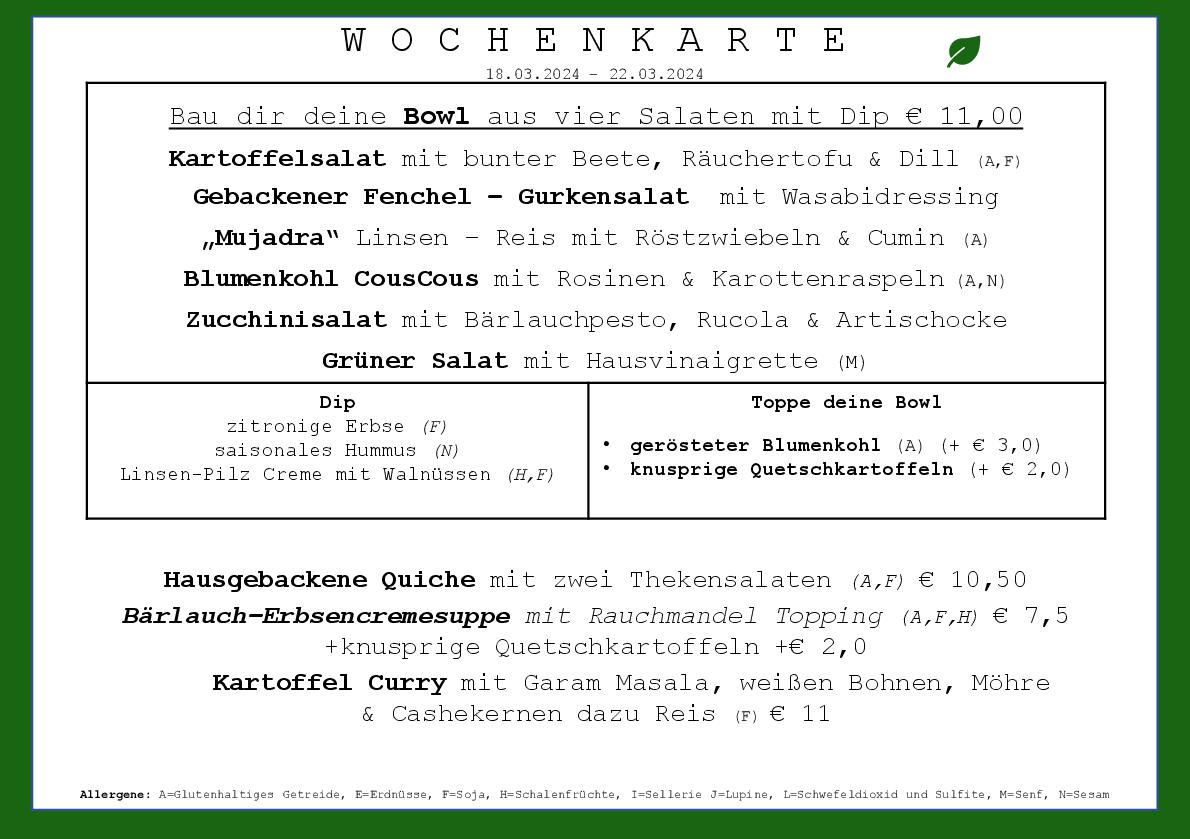 WOCHENKARTE
18.03.2024 – 22.03.2024
Bau dir deine Bowl aus vier Salaten mit Dip € 11,00
Kartoffelsalat mit bunter Beete, Räuchertofu & Dill (A,F)
Gebackener Fenchel – Gurkensalat mit Wasabidressing
„Mujadra“ Linsen – Reis mit Röstzwiebeln & Cumin (A)
Blumenkohl CousCous mit Rosinen & Karottenraspeln (A,N)
Zucchinisalat mit Bärlauchpesto, Rucola & Artischocke
Grüner Salat mit Hausvinaigrette (M)
Dip
zitronige Erbse (F)
saisonales Hummus (N)
Linsen-Pilz Creme mit Walnüssen (H,F)
Toppe deine Bowl
• gerösteter Blumenkohl (A) (+ € 3,0)
• knusprige Quetschkartoffeln (+ € 2,0)
Hausgebackene Quiche mit zwei Thekensalaten (A,F) € 10,50
Bärlauch-Erbsencremesuppe mit Rauchmandel Topping (A,F,H) € 7,5
+knusprige Quetschkartoffeln +€ 2,0
Kartoffel Curry mit Garam Masala, weißen Bohnen, Möhre
& Cashekernen dazu Reis (F) € 11
Allergene: A=Glutenhaltiges Getreide, E=Erdnüsse, F=Soja, H=Schalenfrüchte, I=Sellerie J=Lupine, L=Schwefeldioxid und Sulfite, M=Senf, N=Sesam